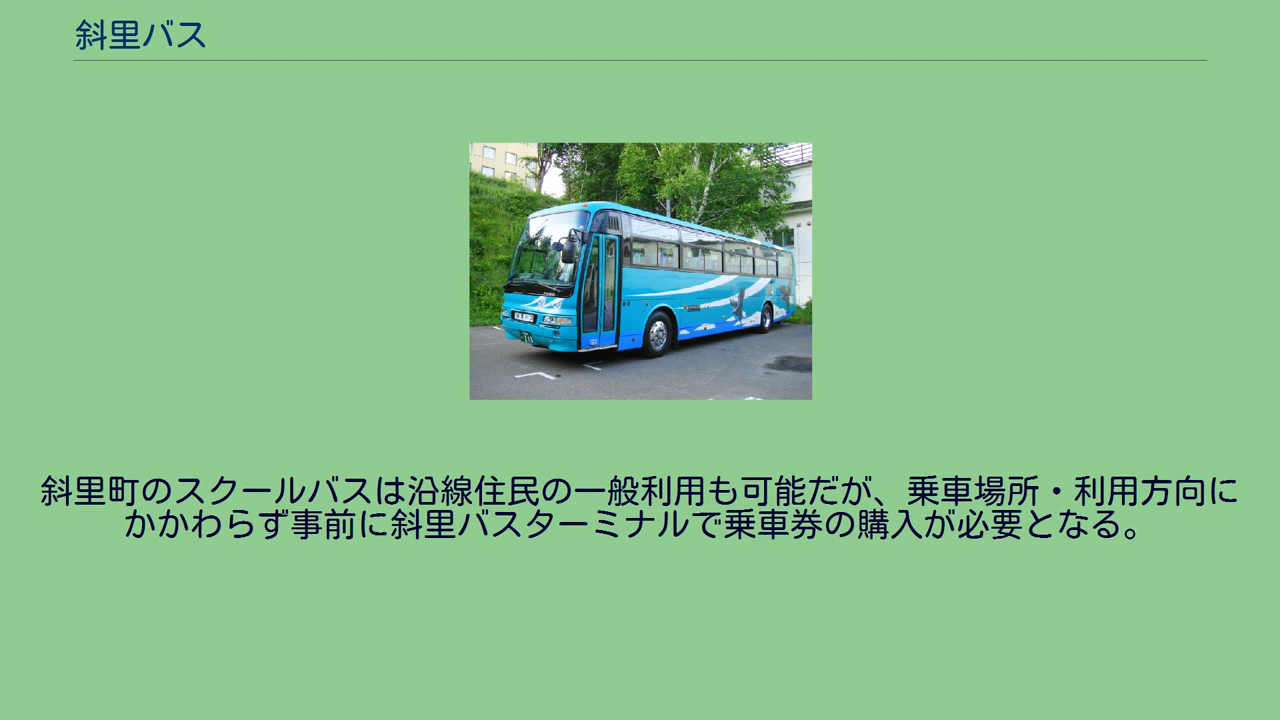 斜里バス
斜里町のスクールバスは沿線住民の一般利用も可能だが、乗車場所・利用方向に
かかわらず事前に斜里バスターミナルで乗車券の購入が必要となる。